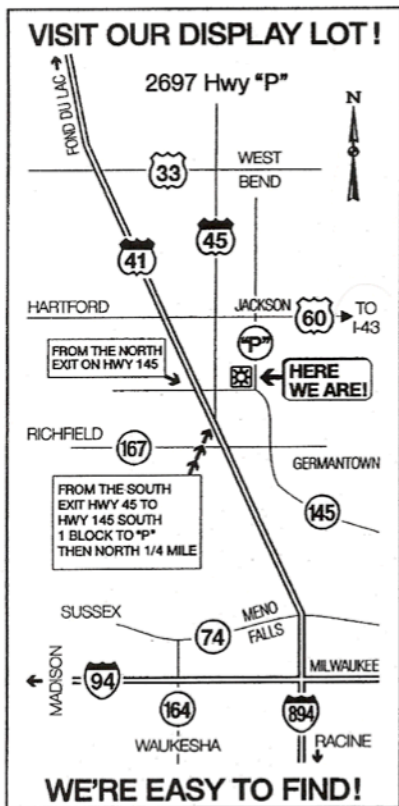 VISIT OUR DISPLAY LOT!
2697 Hwy "P"
FOND DU LAC
N
33
WEST
BEND
45
41
HARTFORD
JACKSON
60
TO
I-43
FROM THE NORTH
EXIT ON HWY 145
"P"
HERE
WE ARE!
RICHFIELD
167
GERMANTOWN
FROM THE SOUTH
EXIT HWY 45 TO
HWY 145 SOUTH
1 BLOCK TO "P"
THEN NORTH 1/4 MILE
145
SUSSEX
MENO
FALLS
74
MADISON
94
MILWAUKEE
164
894
WAUKESHA
RACINE
WE'RE EASY TO FIND!